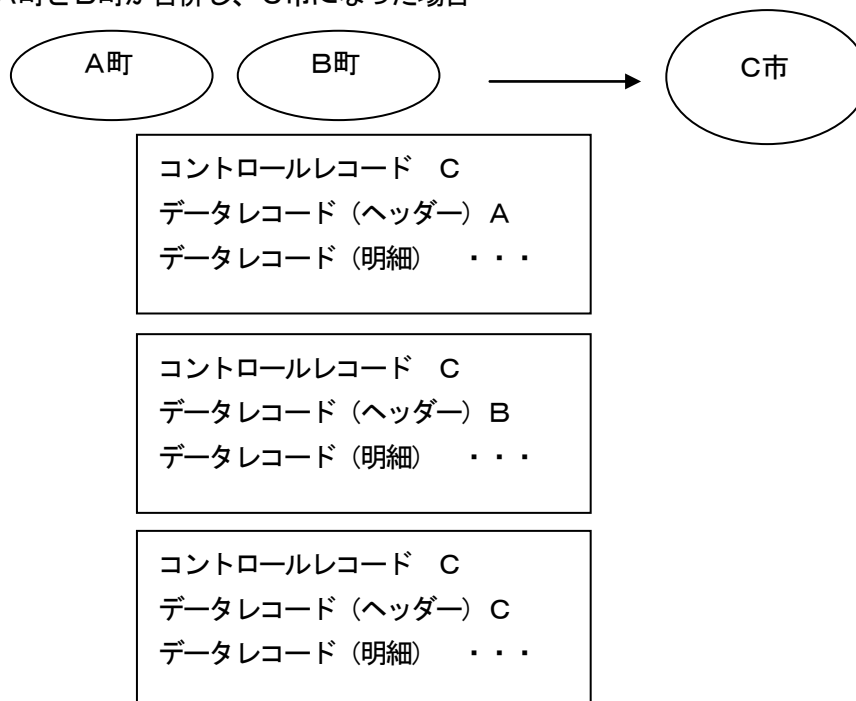 A町とB町が合併し、C市になった場合
A町 B町 C市
コントロールレコード C
データレコード（ヘッダー）A
データレコード（明細） ・・・
コントロールレコード C
データレコード（ヘッダー）B
データレコード（明細） ・・・
コントロールレコード C
データレコード（ヘッダー）C
データレコード（明細） ・・・